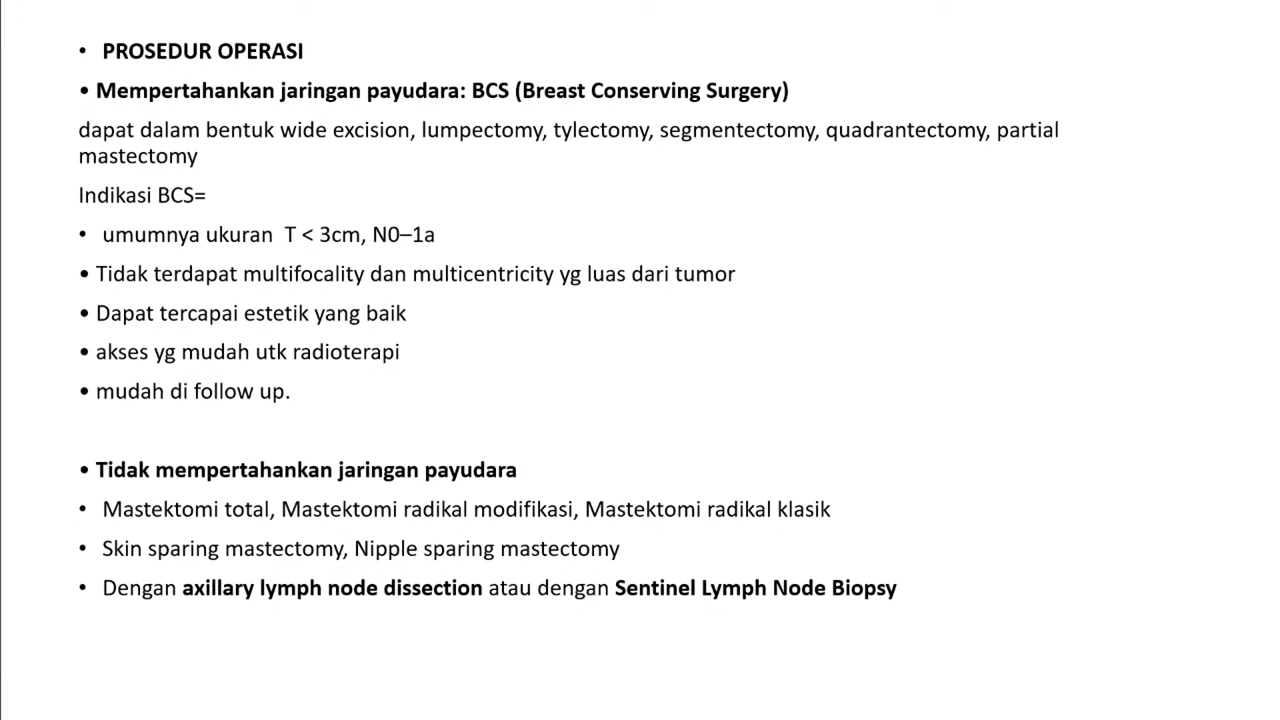 • PROSEDUR OPERASI
• Mempertahankan jaringan payudara: BCS (Breast Conserving Surgery)
dapat dalam bentuk wide excision, lumpectomy, tylectomy, segmentectomy, quadrantectomy, partial
mastectomy
Indikasi BCS=
• umumnya ukuran T < 3cm, N0–1a
• Tidak terdapat multifocality dan multicentricity yg luas dari tumor
• Dapat tercapai estetik yang baik
• akses yg mudah utk radioterapi
• mudah di follow up.
• Tidak mempertahankan jaringan payudara
• Mastektomi total, Mastektomi radikal modifikasi, Mastektomi radikal klasik
• Skin sparing mastectomy, Nipple sparing mastectomy
• Dengan axillary lymph node dissection atau dengan Sentinel Lymph Node Biopsy